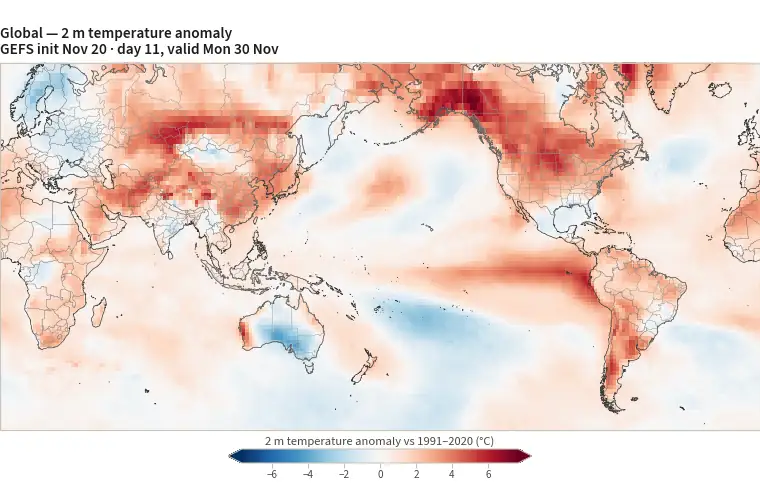 Global — 2 m temperature anomaly
GEFS init Nov 20 · day 11, valid Mon 30 Nov
2 m temperature anomaly vs 1991–2020 (°C)
−6 −4 −2 0 2 4 6